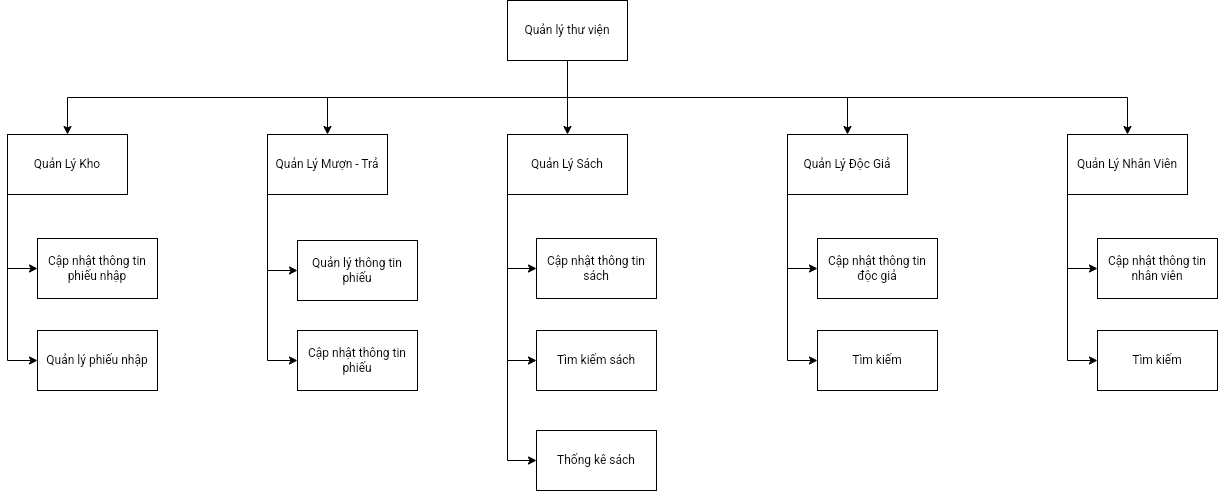 Quản lý thư viện
Quản Lý Kho
Quản Lý Mượn - Trả
Quản Lý Sách
Quản Lý Độc Giả
Quản Lý Nhân Viên
Cập nhật thông tin
phiếu nhập
Quản lý thông tin
phiếu
Cập nhật thông tin
sách
Cập nhật thông tin
độc giả
Cập nhật thông tin
nhân viên
Quản lý phiếu nhập
Cập nhật thông tin
phiếu
Tìm kiếm sách
Tìm kiếm
Tìm kiếm
Thống kê sách